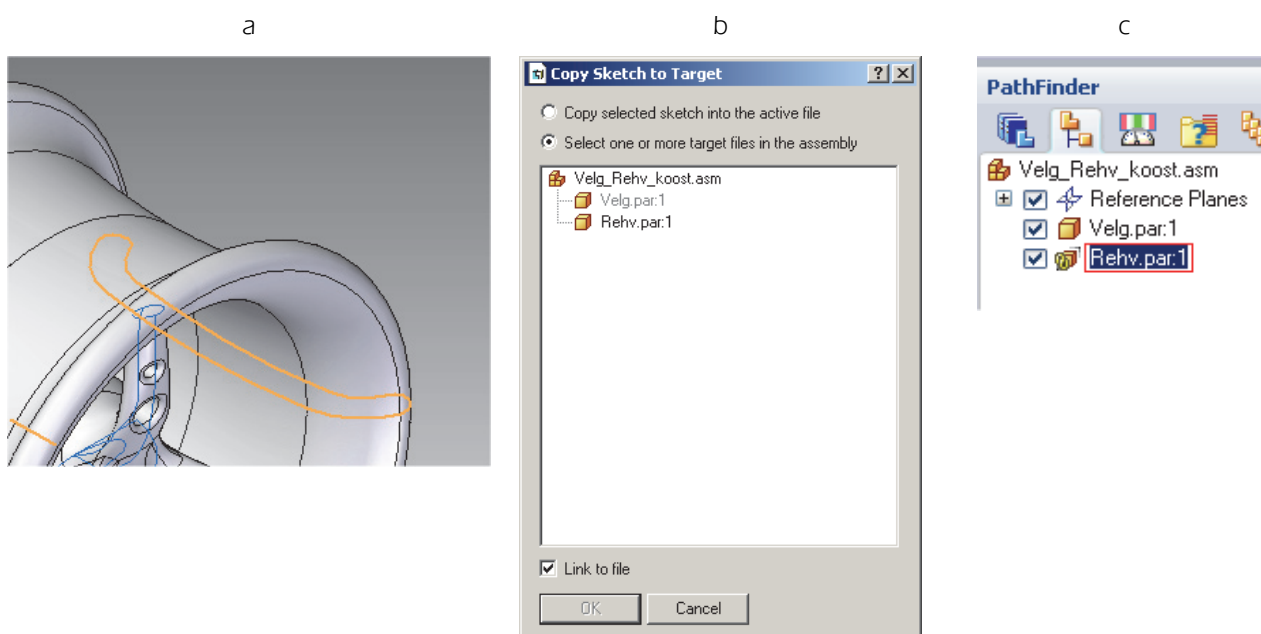 a
b
c
Copy Sketch to Target
Copy selected sketch into the active file
Select one or more target files in the assembly
Velg_Rehv_koost.asm
Velg.par:1
Rehv.par:1
Link to file
OK Cancel
PathFinder
Velg_Rehv_koost.asm
Reference Planes
Velg.par:1
Rehv.par:1